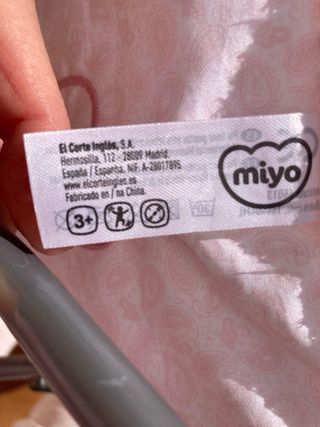 El Corte Inglés, S.A.
Hermosilla, 112 - 28009 Madrid.
España / Espanha. NIF: A-28017895
www.elcorteingles.es
Fabricado en / na China.
3+
miyo